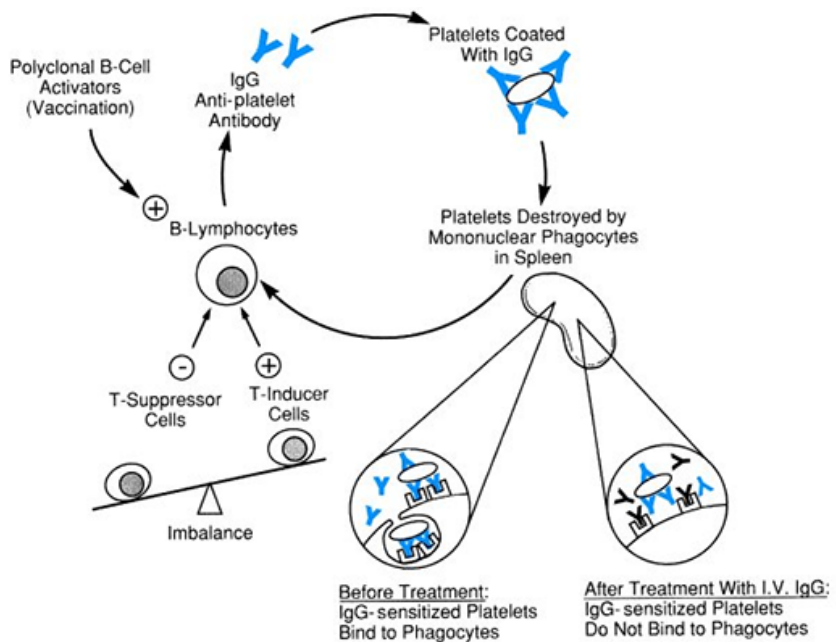 Polyclonal B-Cell
Activators
(Vaccination)
IgG
Anti-platelet
Antibody
Platelets Coated
With IgG
+
B-Lymphocytes
Platelets Destroyed by
Mononuclear Phagocytes
in Spleen
-
+
T-Suppressor
Cells
T-Inducer
Cells
Imbalance
Before Treatment:
IgG-sensitized Platelets
Bind to Phagocytes
After Treatment With I.V. IgG:
IgG-sensitized Platelets
Do Not Bind to Phagocytes